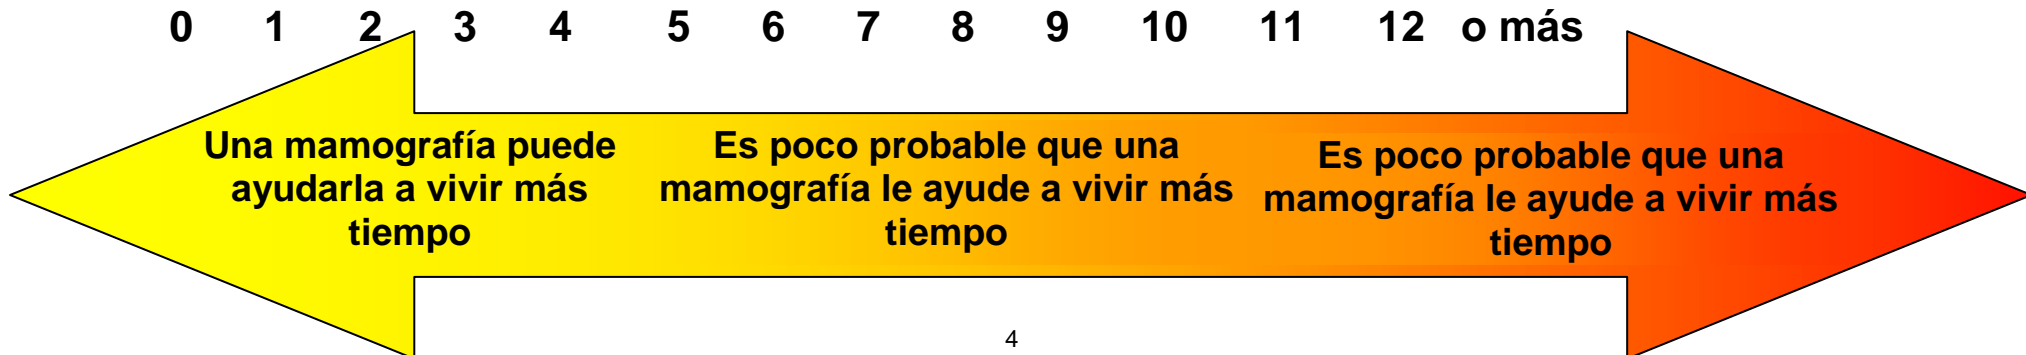 0 1 2 3 4 5 6 7 8 9 10 11 12 o más
Una mamografía puede
ayudarla a vivir más
tiempo
Es poco probable que una
mamografía le ayude a vivir más
tiempo
Es poco probable que una
mamografía le ayude a vivir más
tiempo
4